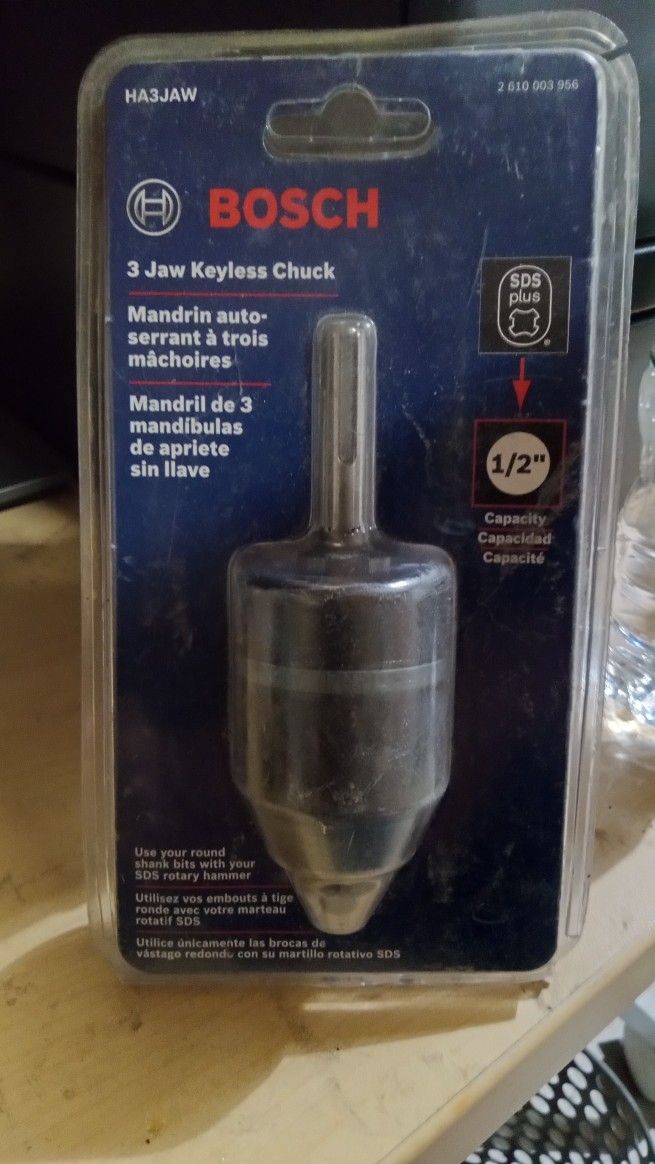 HA3JAW
2 610 003 956
BOSCH
3 Jaw Keyless Chuck
Mandrin auto-
serrant à trois
mâchoires
Mandril de 3
mandíbulas
de apriete
sin llave
SDS
plus
®
1/2"
Capacity
Capacidad
Capacité
Use your round
shank bits with your
SDS rotary hammer
Utilisez vos embouts à tige
ronde avec votre marteau
rotatif SDS
Utilice únicamente las brocas de
vástago redondo con su martillo rotativo SDS